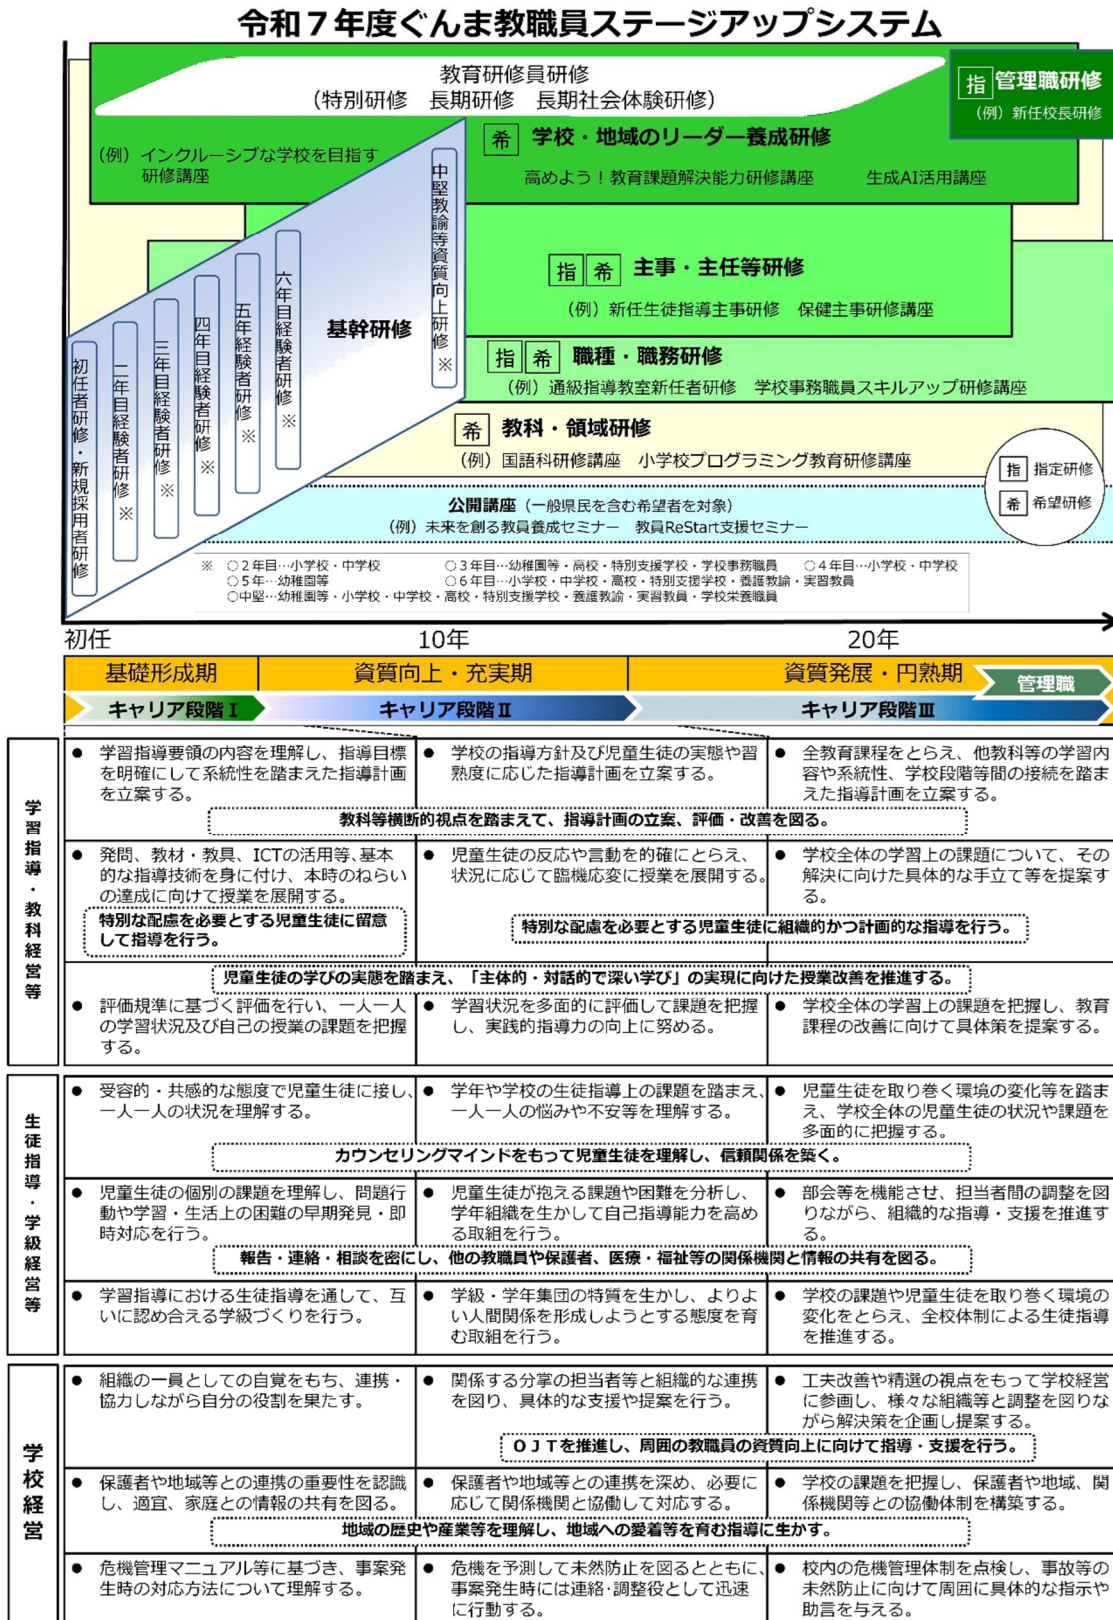 令和７年度ぐんま教職員ステージアップシステム
教育研修員研修
（特別研修　長期研修　長期社会体験研修）
指 管理職研修
（例）新任校長研修
希 学校・地域のリーダー養成研修
（例）インクルーシブな学校を目指す
研修講座
高めよう！教育課題解決能力研修講座　　生成AI活用講座
指 希 主事・主任等研修
（例）新任生徒指導主事研修　保健主事研修講座
指 希 職種・職務研修
（例）通級指導教室新任者研修　学校事務職員スキルアップ研修講座
希 教科・領域研修
（例）国語科研修講座　小学校プログラミング教育研修講座
基幹研修
初任者研修・新規採用者研修
二年目経験者研修 ※
三年目経験者研修 ※
四年目経験者研修 ※
五年経験者研修 ※
六年目経験者研修 ※
中堅教諭等資質向上研修 ※
指 指定研修
希 希望研修
公開講座（一般県民を含む希望者を対象）
（例）未来を創る教員養成セミナー　教員ReStart支援セミナー
※　○２年目…小学校・中学校　○３年目…幼稚園等・高校・特別支援学校・学校事務職員　○４年目…小学校・中学校
○５年…幼稚園等　○６年目…小学校・中学校・高校・特別支援学校・養護教諭・実習教員
○中堅…幼稚園等・小学校・中学校・高校・特別支援学校・養護教諭・実習教員・学校栄養職員
初任　10年　20年
基礎形成期　資質向上・充実期　資質発展・円熟期
管理職
キャリア段階Ⅰ　キャリア段階Ⅱ　キャリア段階Ⅲ
学習指導・教科経営等
● 学習指導要領の内容を理解し、指導目標
を明確にして系統性を踏まえた指導計画
を立案する。
● 学校の指導方針及び児童生徒の実態や習
熟度に応じた指導計画を立案する。
● 全教育課程をとらえ、他教科等の学習内
容や系統性、学校段階等間の接続を踏ま
えた指導計画を立案する。
教科等横断的視点を踏まえて、指導計画の立案、評価・改善を図る。
● 発問、教材・教具、ICTの活用等、基本
的な指導技術を身に付け、本時のねらい
の達成に向けて授業を展開する。
● 児童生徒の反応や言動を的確にとらえ、
状況に応じて臨機応変に授業を展開する。
● 学校全体の学習上の課題について、その
解決に向けた具体的な手立て等を提案す
る。
特別な配慮を必要とする児童生徒に留意
して指導を行う。
特別な配慮を必要とする児童生徒に組織的かつ計画的な指導を行う。
児童生徒の学びの実態を踏まえ、「主体的・対話的で深い学び」の実現に向けた授業改善を推進する。
● 評価規準に基づく評価を行い、一人一人
の学習状況及び自己の授業の課題を把握
する。
● 学習状況を多面的に評価して課題を把握
し、実践的指導力の向上に努める。
● 学校全体の学習上の課題を把握し、教育
課程の改善に向けて具体策を提案する。
生徒指導・学級経営等
● 受容的・共感的な態度で児童生徒に接し、
一人一人の状況を理解する。
● 学年や学校の生徒指導上の課題を踏まえ、
一人一人の悩みや不安等を理解する。
● 児童生徒を取り巻く環境の変化等を踏ま
え、学校全体の児童生徒の状況や課題を
多面的に把握する。
カウンセリングマインドをもって児童生徒を理解し、信頼関係を築く。
● 児童生徒の個別の課題を理解し、問題行
動や学習・生活上の困難の早期発見・即
時対応を行う。
● 児童生徒が抱える課題や困難を分析し、
学年組織を生かして自己指導能力を高め
る取組を行う。
● 部会等を機能させ、担当者間の調整を図
りながら、組織的な指導・支援を推進す
る。
報告・連絡・相談を密にし、他の教職員や保護者、医療・福祉等の関係機関と情報の共有を図る。
● 学習指導における生徒指導を通して、互
いに認め合える学級づくりを行う。
● 学級・学年集団の特質を生かし、よりよ
い人間関係を形成しようとする態度を育
む取組を行う。
● 学校の課題や児童生徒を取り巻く環境の
変化をとらえ、全校体制による生徒指導
を推進する。
学校経営
● 組織の一員としての自覚をもち、連携・
協力しながら自分の役割を果たす。
● 関係する分掌の担当者等と組織的な連携
を図り、具体的な支援や提案を行う。
● 工夫改善や精選の視点をもって学校経営
に参画し、様々な組織等と調整を図りな
がら解決策を企画し提案する。
ＯＪＴを推進し、周囲の教職員の資質向上に向けて指導・支援を行う。
● 保護者や地域等との連携の重要性を認識
し、適宜、家庭との情報の共有を図る。
● 保護者や地域等との連携を深め、必要に
応じて関係機関と協働して対応する。
● 学校の課題を把握し、保護者や地域、関
係機関等との協働体制を構築する。
地域の歴史や産業等を理解し、地域への愛着等を育む指導に生かす。
● 危機管理マニュアル等に基づき、事案発
生時の対応方法について理解する。
● 危機を予測して未然防止を図るとともに、
事案発生時には連絡・調整役として迅速
に行動する。
● 校内の危機管理体制を点検し、事故等の
未然防止に向けて周囲に具体的な指示や
助言を与える。